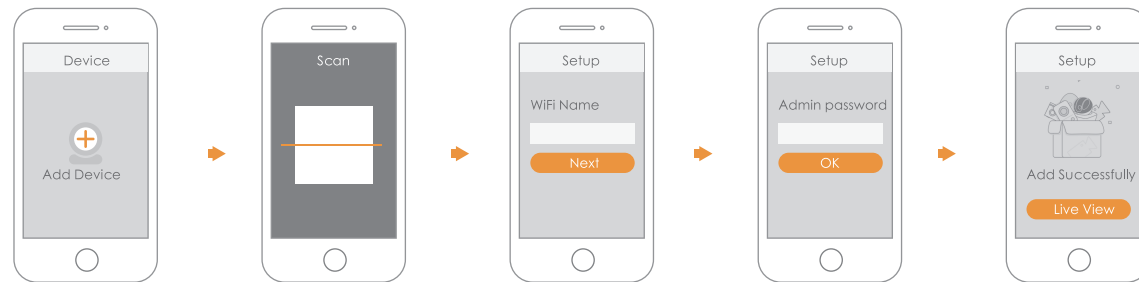 Device
Add Device
Scan
Setup
WiFi Name
Next
Setup
Admin password
OK
Setup
Add Successfully
Live View